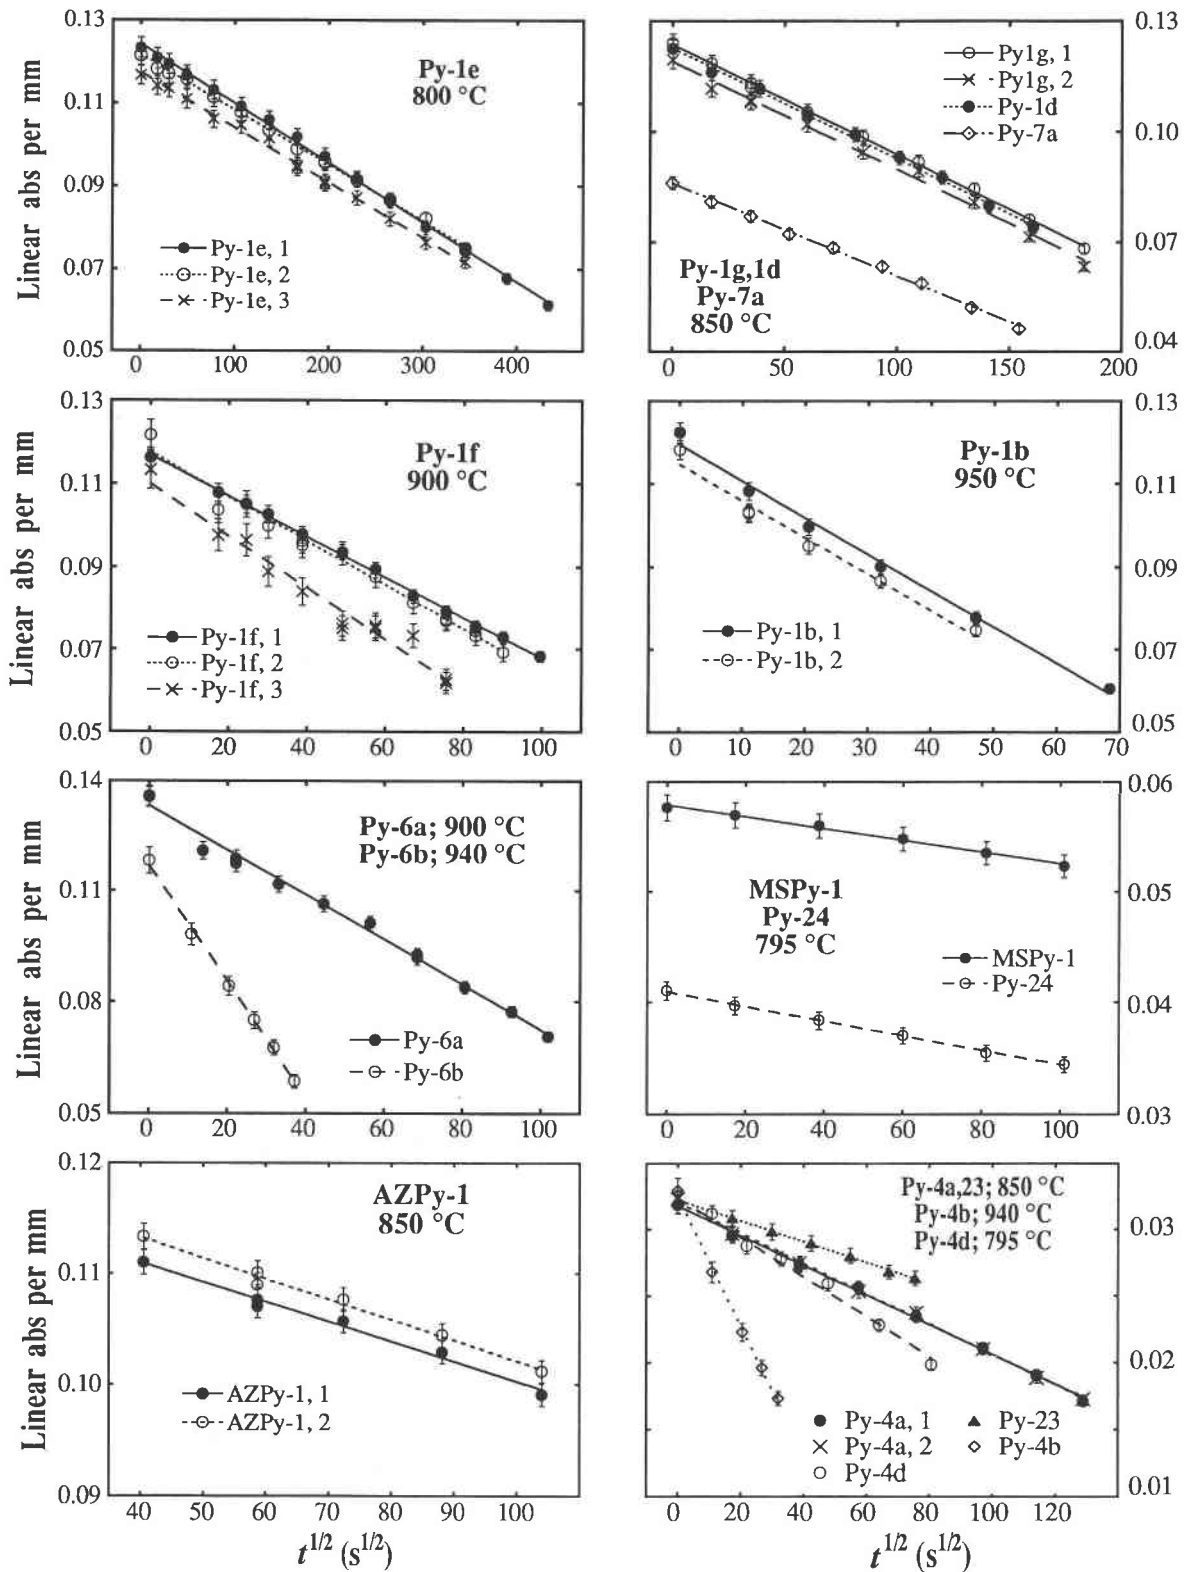 Linear abs per mm
0.13
0.11
0.09
0.07
0.05
Py-1e
800 °C
Py-1e, 1
Py-1e, 2
Py-1e, 3
0 100 200 300 400
Py1g, 1
Py1g, 2
Py-1d
Py-7a
Py-1g,1d
Py-7a
850 °C
0.13
0.10
0.07
0.04
0 50 100 150 200
Linear abs per mm
0.13
0.11
0.09
0.07
0.05
Py-1f
900 °C
Py-1f, 1
Py-1f, 2
Py-1f, 3
0 20 40 60 80 100
Py-1b
950 °C
Py-1b, 1
Py-1b, 2
0.13
0.11
0.09
0.07
0.05
0 10 20 30 40 50 60 70
Linear abs per mm
0.14
0.11
0.08
0.05
Py-6a; 900 °C
Py-6b; 940 °C
Py-6a
Py-6b
0 20 40 60 80 100
MSPy-1
Py-24
795 °C
MSPy-1
Py-24
0.06
0.05
0.04
0.03
0 20 40 60 80 100
Linear abs per mm
0.12
0.11
0.10
0.09
AZPy-1
850 °C
AZPy-1, 1
AZPy-1, 2
40 50 60 70 80 90 100
t^1/2 (s^1/2)
Py-4a,23; 850 °C
Py-4b; 940 °C
Py-4d; 795 °C
Py-4a, 1
Py-4a, 2
Py-4d
Py-23
Py-4b
0.03
0.02
0.01
0 20 40 60 80 100 120
t^1/2 (s^1/2)